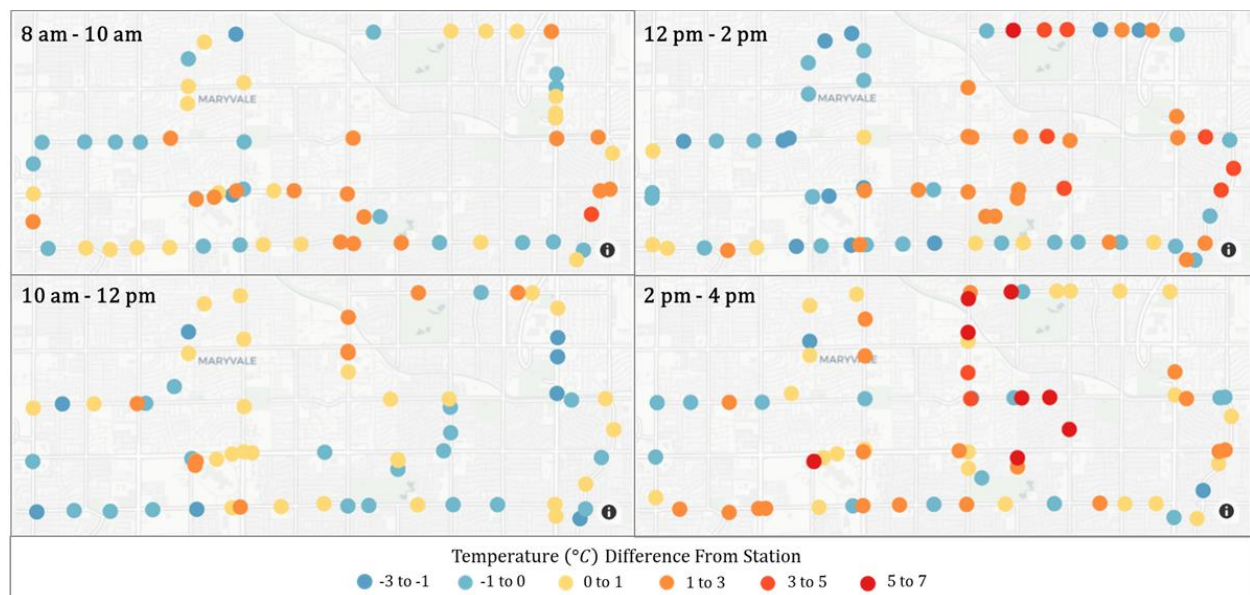 8 am - 10 am
MARYVALE
12 pm - 2 pm
MARYVALE
10 am - 12 pm
MARYVALE
2 pm - 4 pm
MARYVALE
Temperature (°C) Difference From Station
-3 to -1 -1 to 0 0 to 1 1 to 3 3 to 5 5 to 7